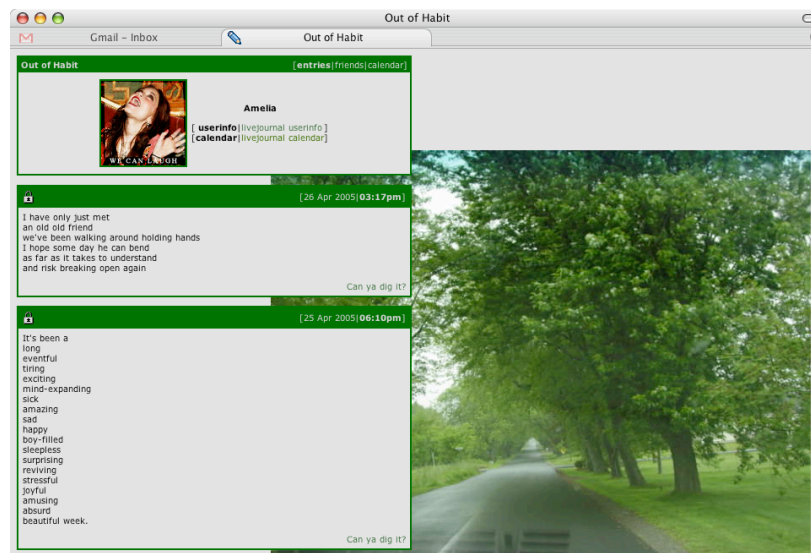 Out of Habit
Gmail – Inbox
Out of Habit
Out of Habit
[entries|friends|calendar]
WE CAN LAUGH
Amelia
[ userinfo|livejournal userinfo ]
[calendar|livejournal calendar]
[26 Apr 2005|03:17pm]
I have only just met
an old old friend
we've been walking around holding hands
I hope some day he can bend
as far as it takes to understand
and risk breaking open again
Can ya dig it?
[25 Apr 2005|06:10pm]
It's been a
long
eventful
tiring
exciting
mind-expanding
sick
amazing
sad
happy
boy-filled
sleepless
surprising
reviving
stressful
joyful
amusing
absurd
beautiful week.
Can ya dig it?